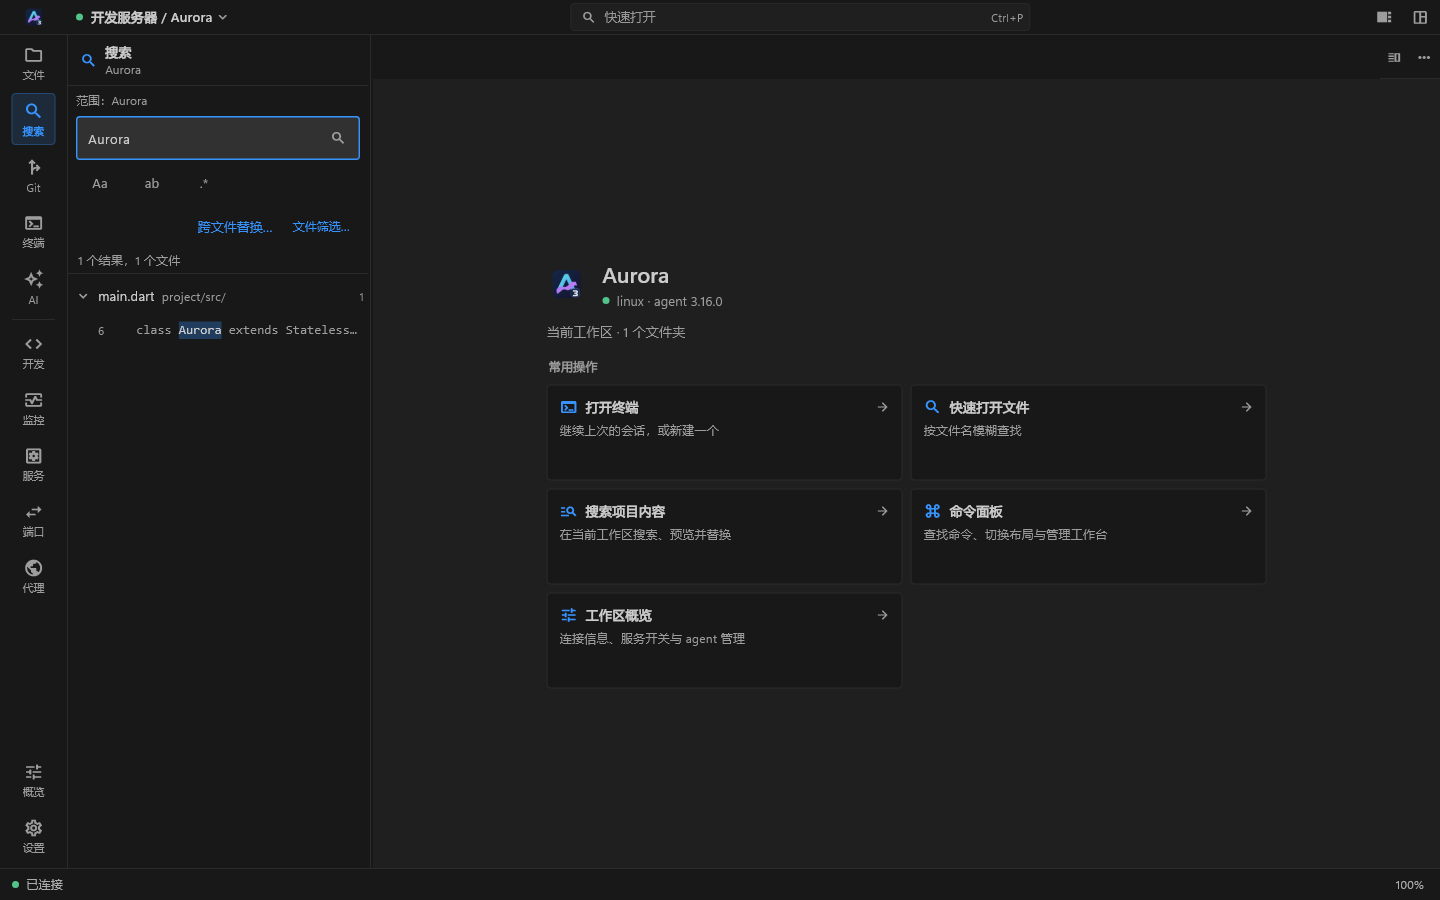 开发服务器 / Aurora
快速打开
Ctrl+P
文件
搜索
Git
终端
AI
开发
监控
服务
端口
代理
概览
设置
搜索
Aurora
范围: Aurora
Aurora
Aa ab .*
跨文件替换... 文件筛选...
1 个结果，1 个文件
main.dart project/src/ 1
6 class Aurora extends Stateless…
Aurora
linux · agent 3.16.0
当前工作区 · 1 个文件夹
常用操作
打开终端
继续上次的会话，或新建一个
快速打开文件
按文件名模糊查找
搜索项目内容
在当前工作区搜索、预览并替换
命令面板
查找命令、切换布局与管理工作台
工作区概览
连接信息、服务开关与 agent 管理
已连接
100%